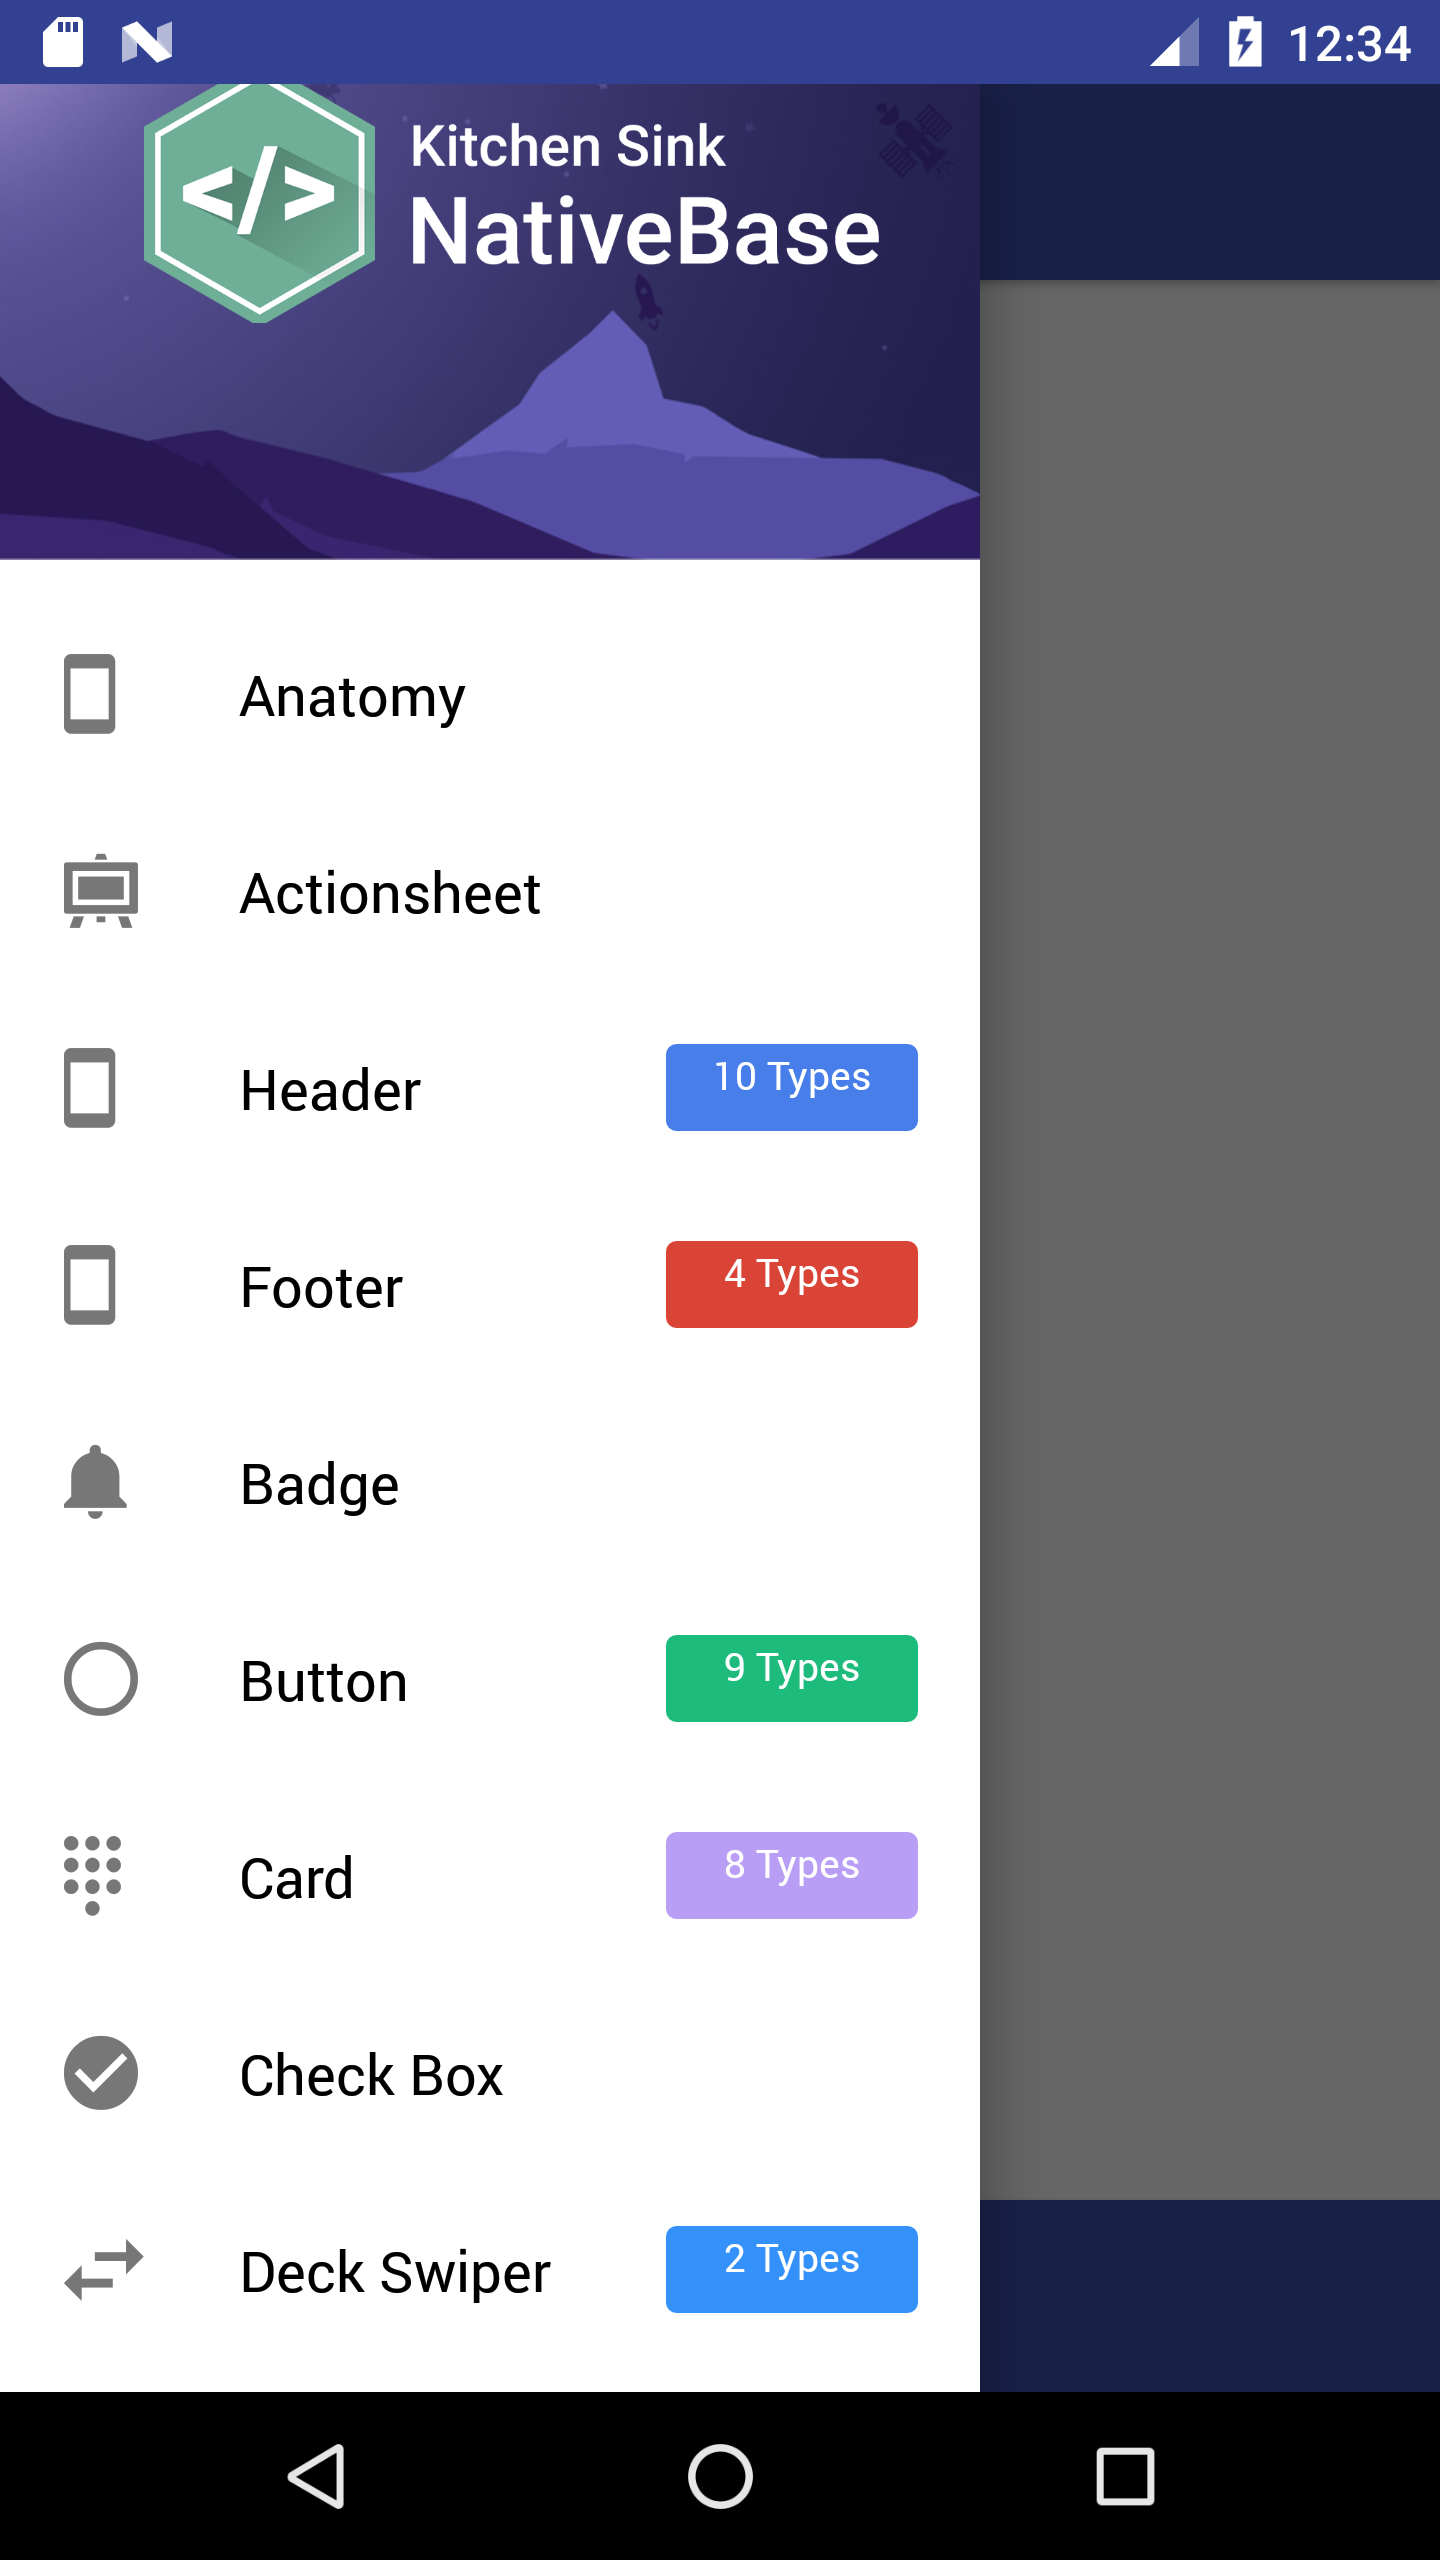 12:34
</>
Kitchen Sink
NativeBase
Anatomy
Actionsheet
Header
10 Types
Footer
4 Types
Badge
Button
9 Types
Card
8 Types
Check Box
Deck Swiper
2 Types